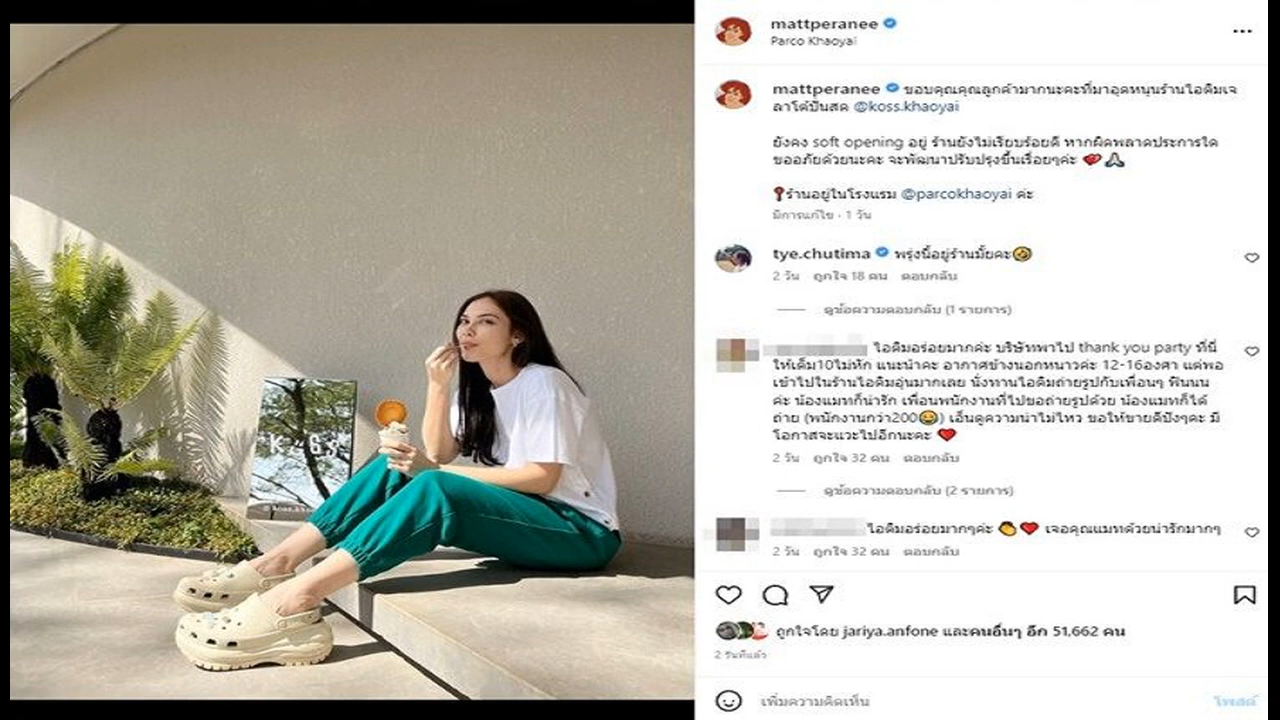 mattperanee
Parco Khaoyai
mattperanee ขอบคุณคุณลูกค้ามากนะคะที่มาอุดหนุนร้านไอติมเจ
ลาโต้ปั่นสด @koss.khaoyai
ยังคง soft opening อยู่ ร้านยังไม่เรียบร้อยดี หากผิดพลาดประการใด
ขออภัยด้วยนะคะ จะพัฒนาปรับปรุงขึ้นเรื่อยๆค่ะ 💖🙏🏻
📍ร้านอยู่ในโรงแรม @parcokhaoyai ค่ะ
มีการแก้ไข · 1 วัน
tye.chutima พรุ่งนี้อยู่ร้านมั้ยคะ🤣
2 วัน ถูกใจ 18 คน ตอบกลับ
ดูข้อความตอบกลับ (1 รายการ)
ไอติมอร่อยมากค่ะ บริษัทพาไป thank you party ที่นี่
ให้เต็ม10ไม่หัก แนะนำคะ อากาศข้างนอกหนาวค่ะ 12-16องศา แต่พอ
เข้าไปในร้านไอติมอุ่นมากเลย นั่งทานไอติมถ่ายรูปกับเพื่อนๆ ฟินนน
ค่ะ น้องแมทก็น่ารัก เพื่อนพนักงานที่ไปขอถ่ายรูปด้วย น้องแมทก็ได้
ถ่าย (พนักงานกว่า200😂) เอ็นดูความน่าไม่ไหว ขอให้ขายดีปังๆคะ มี
โอกาสจะแวะไปอีกนะคะ ❤️
2 วัน ถูกใจ 32 คน ตอบกลับ
ดูข้อความตอบกลับ (2 รายการ)
ไอติมอร่อยมากๆค่ะ 👏❤️ เจอคุณแมทด้วยน่ารักมากๆ
2 วัน ถูกใจ 32 คน ตอบกลับ
ถูกใจโดย jariya.anfone และคนอื่นๆ อีก 51,662 คน
2 วันที่แล้ว
เพิ่มความคิดเห็น
โพสต์